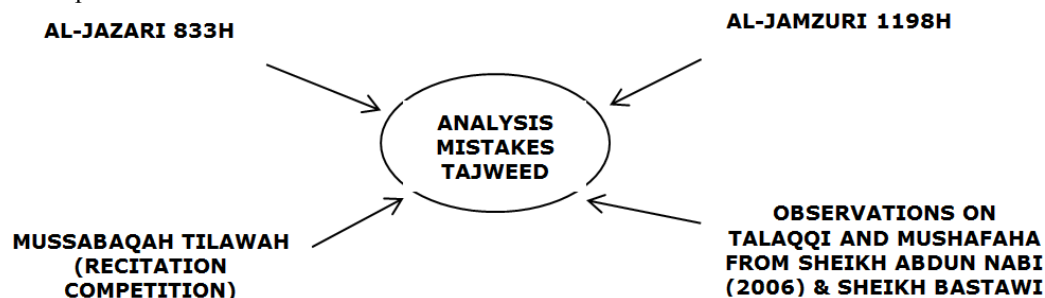 AL-JAZARI 833H
AL-JAMZURI 1198H
ANALYSIS
MISTAKES
TAJWEED
MUSSABAQAH TILAWAH
(RECITATION
COMPETITION)
OBSERVATIONS ON
TALAQQI AND MUSHAFAHA
FROM SHEIKH ABDUN NABI
(2006) & SHEIKH BASTAWI